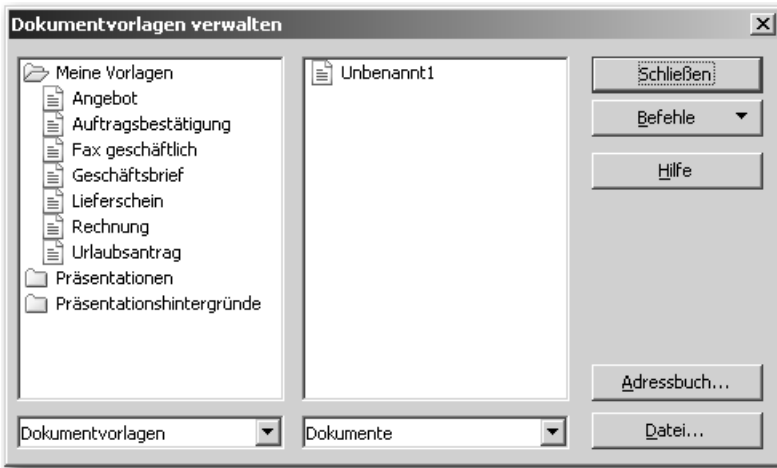 Dokumentvorlagen verwalten
Meine Vorlagen
Angebot
Auftragsbestätigung
Fax geschäftlich
Geschäftsbrief
Lieferschein
Rechnung
Urlaubsantrag
Präsentationen
Präsentationshintergründe
Dokumentvorlagen
Unbenannt1
Dokumente
Schließen
Befehle
Hilfe
Adressbuch...
Datei...